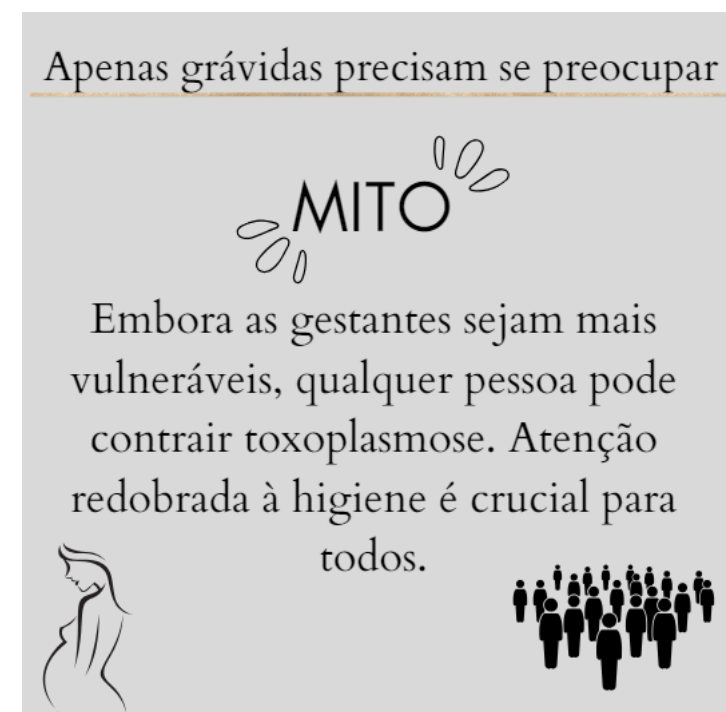 Apenas grávidas precisam se preocupar
MITO
Embora as gestantes sejam mais
vulneráveis, qualquer pessoa pode
contrair toxoplasmose. Atenção
redobrada à higiene é crucial para
todos.